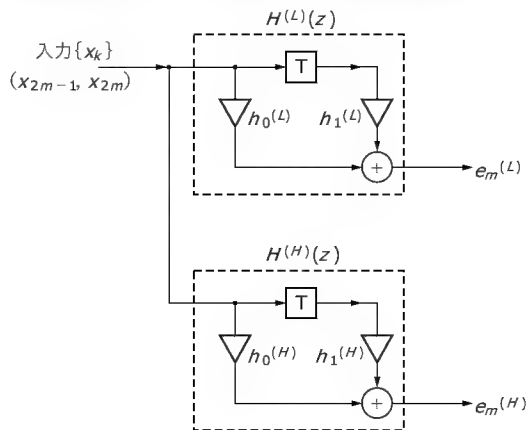 H^(L)(z)
入力{x_k}
(x_{2m−1}, x_{2m})
T
h_0^(L)
h_1^(L)
+
e_m^(L)
H^(H)(z)
T
h_0^(H)
h_1^(H)
+
e_m^(H)